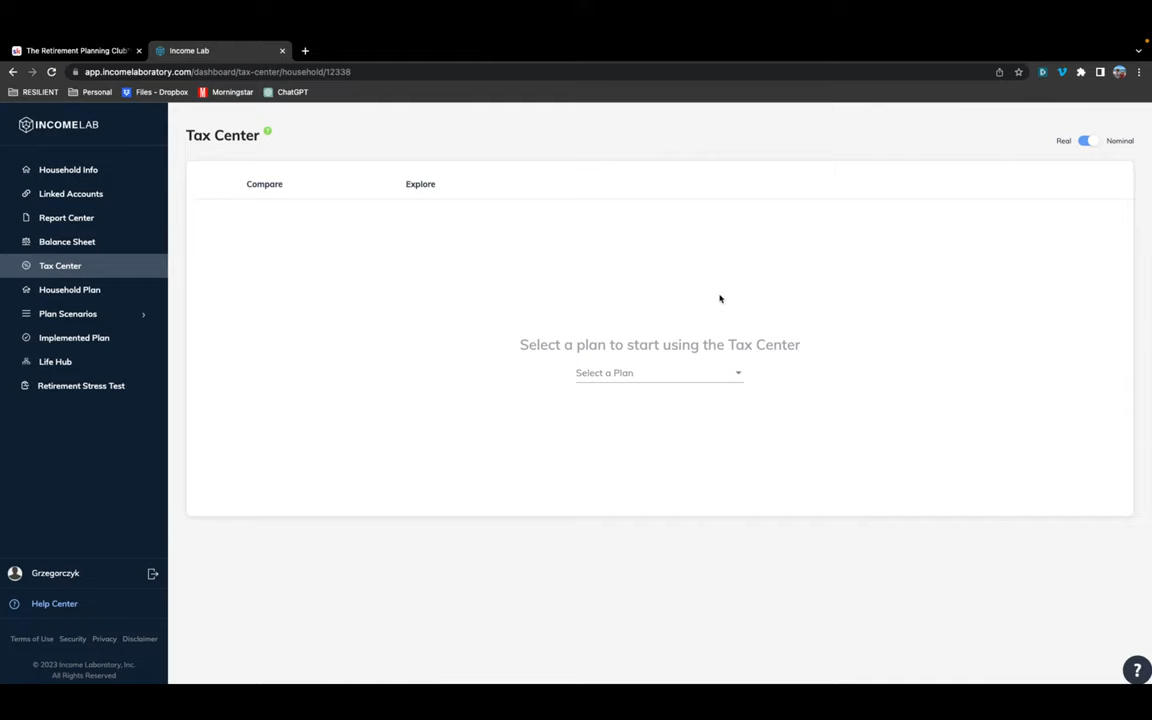 The Retirement Planning Club"
Income Lab
app.incomelaboratory.com/dashboard/tax-center/household/12338
RESILIENT
Personal
Files - Dropbox
Morningstar
ChatGPT
INCOMELAB
Tax Center
Real
Nominal
Household Info
Compare
Explore
Linked Accounts
Report Center
Balance Sheet
Tax Center
Household Plan
Plan Scenarios
Implemented Plan
Select a plan to start using the Tax Center
Life Hub
Select a Plan
Retirement Stress Test
Grzegorczyk
Help Center
Terms of Use Security Privacy Disclaimer
© 2023 Income Laboratory, Inc.
All Rights Reserved